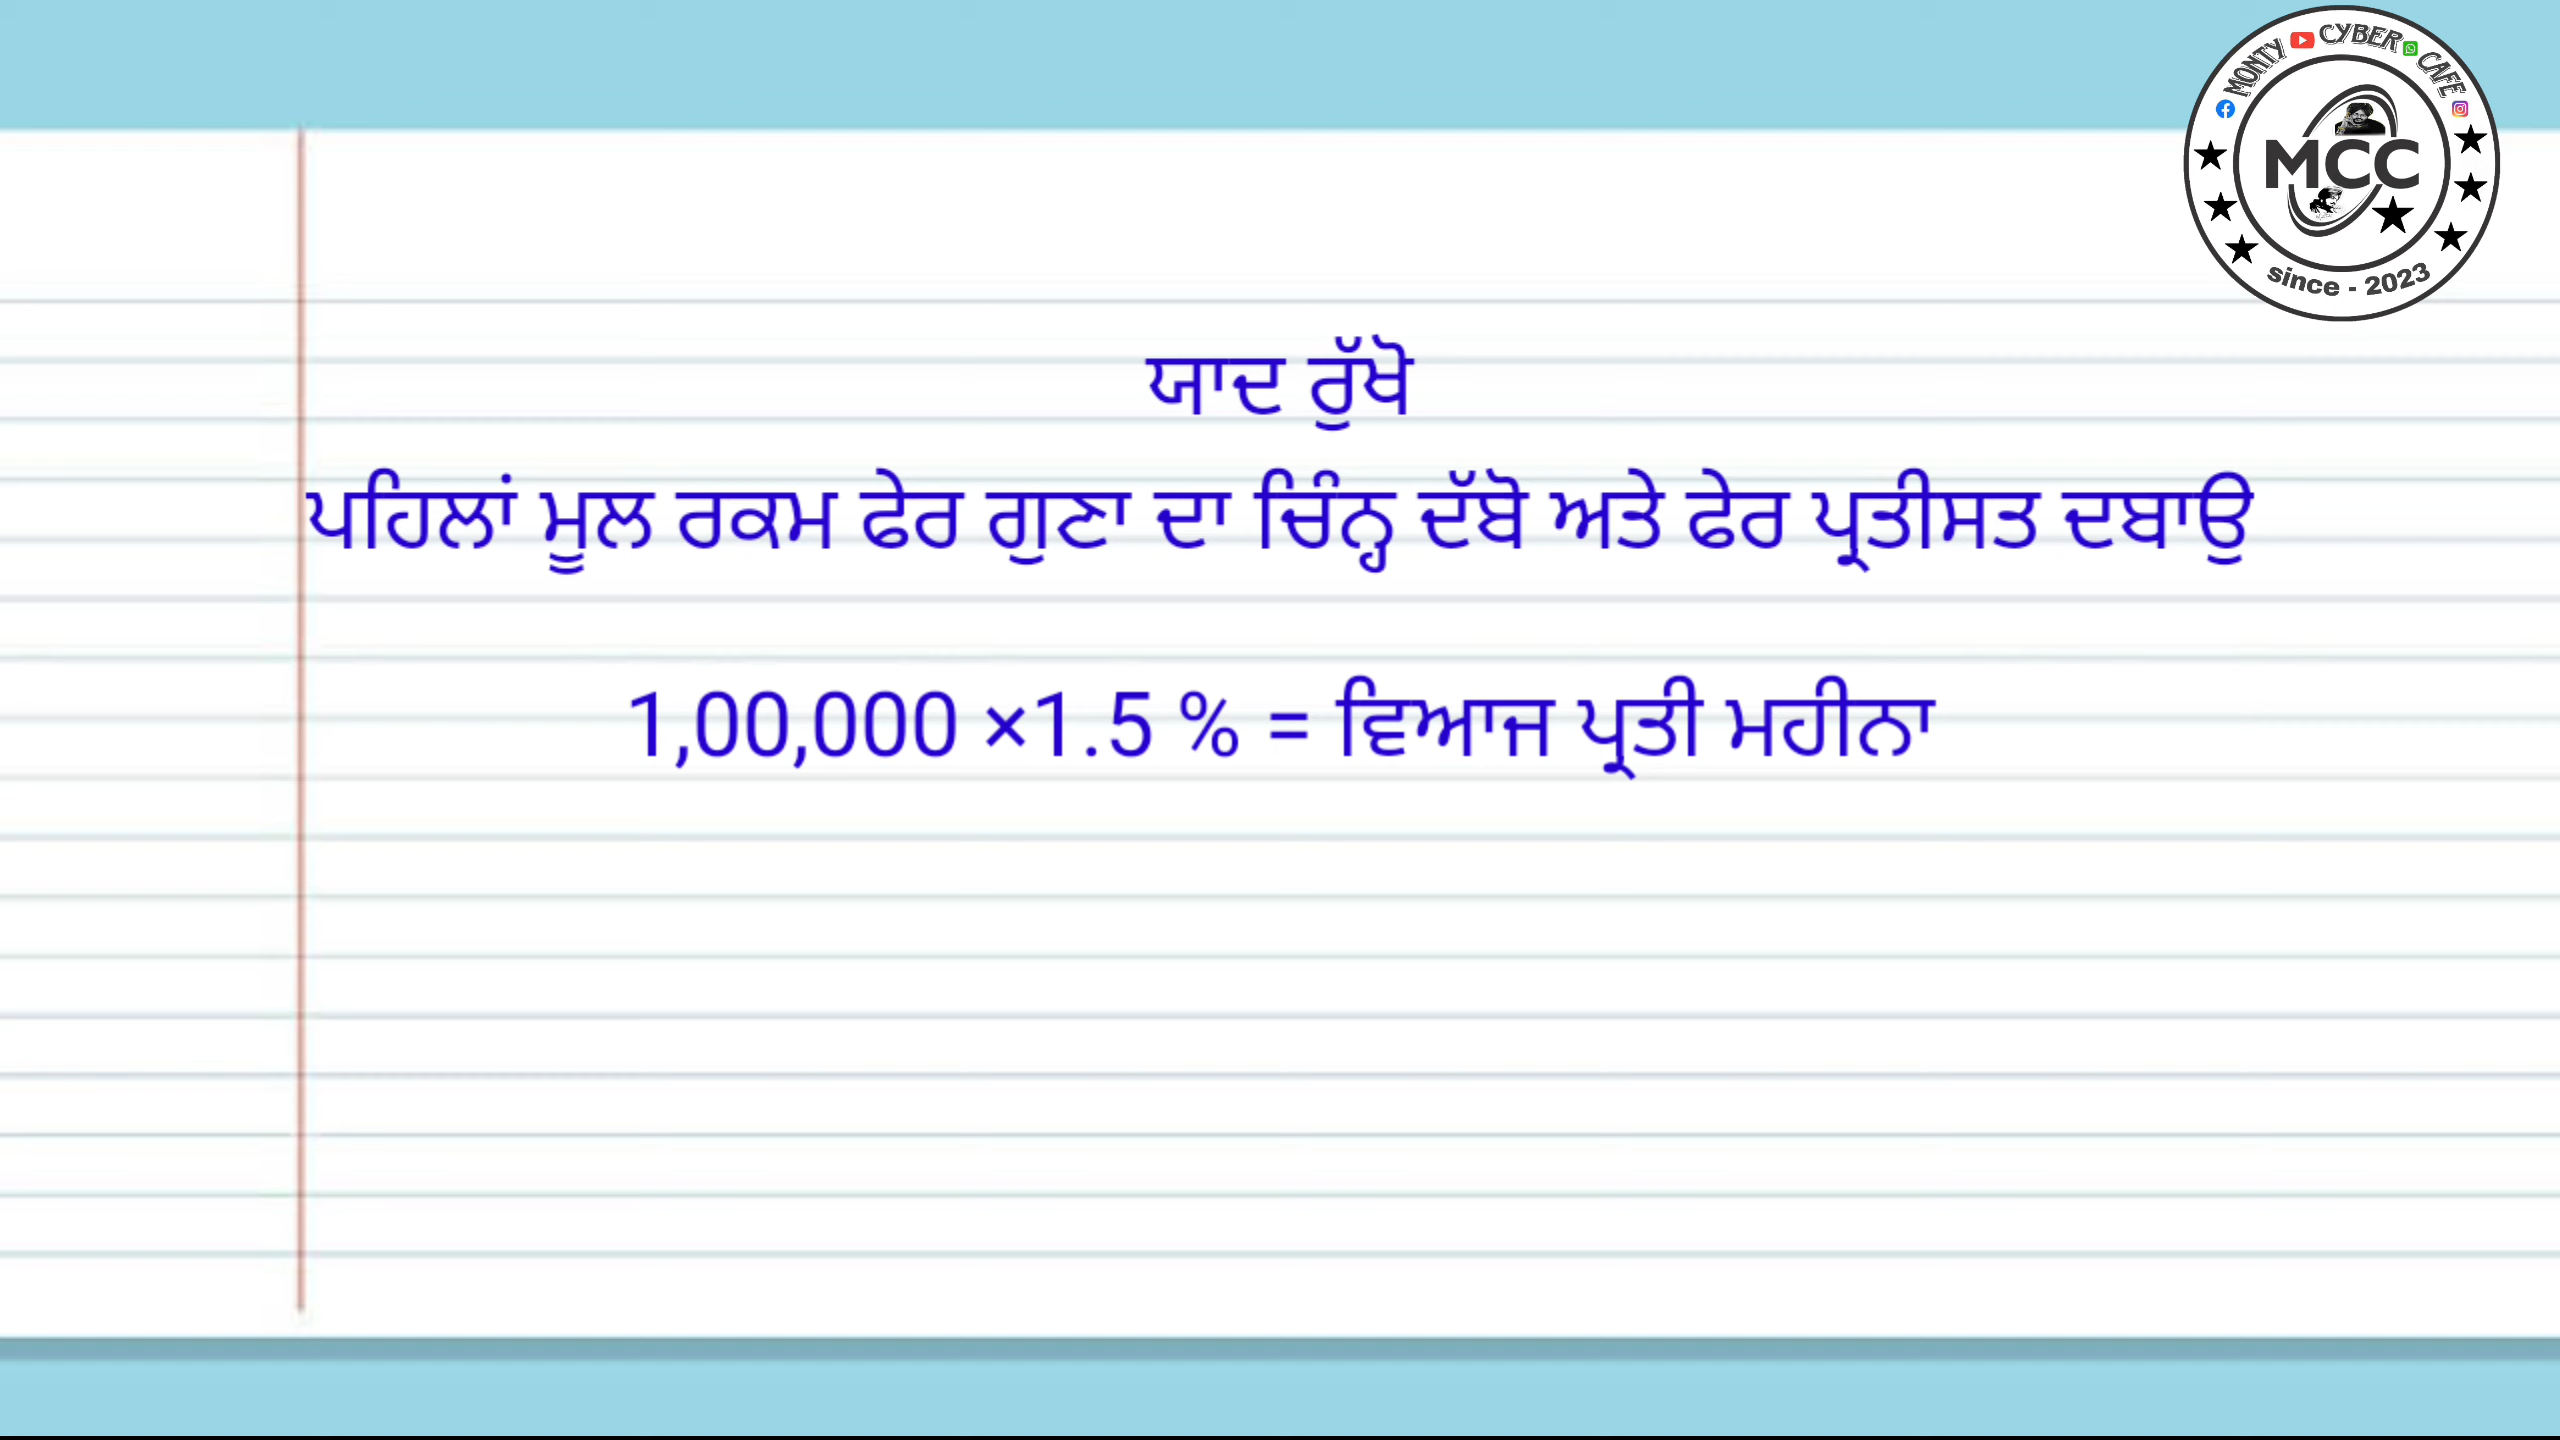 MONTY CYBER CAFE
MCC
since - 2023
ਯਾਦ ਰੁੱਖੋ
ਪਹਿਲਾਂ ਮੂਲ ਰਕਮ ਫੇਰ ਗੁਣਾ ਦਾ ਚਿੰਨ੍ਹ ਦੱਬੋ ਅਤੇ ਫੇਰ ਪ੍ਰਤੀਸਤ ਦਬਾਉ
1,00,000 ×1.5 % = ਵਿਆਜ ਪ੍ਰਤੀ ਮਹੀਨਾ